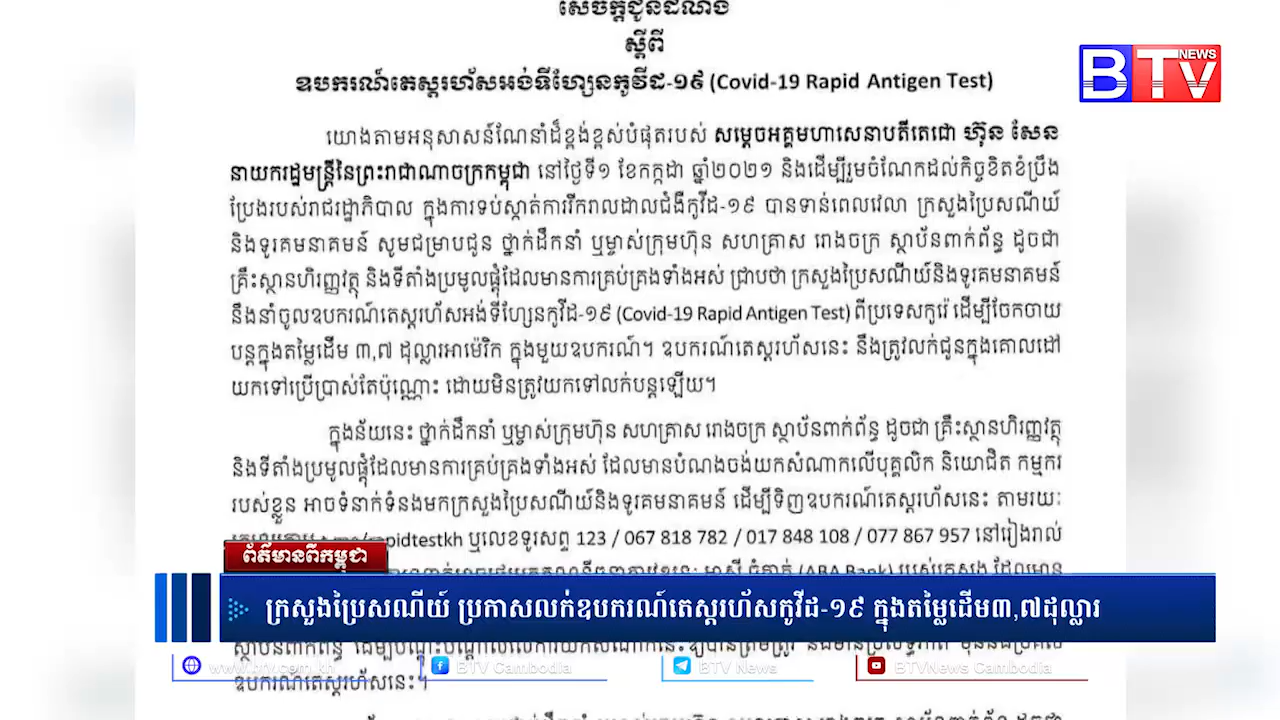 សេចក្តីជូនដំណឹង
ស្តីពី
ឧបករណ៍តេស្តរហ័សអង់ទីហ្សែនកូវីដ-១៩ (Covid-19 Rapid Antigen Test)
BTV NEWS
យោងតាមអនុសាសន៍ណែនាំដ៏ខ្ពង់ខ្ពស់បំផុតរបស់ សម្តេចអគ្គមហាសេនាបតីតេជោ ហ៊ុន សែន
នាយករដ្ឋមន្ត្រីនៃព្រះរាជាណាចក្រកម្ពុជា នៅថ្ងៃទី១ ខែកក្កដា ឆ្នាំ២០២១ និងដើម្បីរួមចំណែកដល់កិច្ចខិតខំប្រឹង
ប្រែងរបស់រាជរដ្ឋាភិបាល ក្នុងការទប់ស្កាត់ការរីករាលដាលជំងឺកូវីដ-១៩ បានទាន់ពេលវេលា ក្រសួងប្រៃសណីយ៍
និងទូរគមនាគមន៍ សូមជម្រាបជូន ថ្នាក់ដឹកនាំ ឬម្ចាស់ក្រុមហ៊ុន សហគ្រាស រោងចក្រ ស្ថាប័នពាក់ព័ន្ធ ដូចជា
គ្រឹះស្ថានហិរញ្ញវត្ថុ និងទីតាំងប្រមូលផ្តុំដែលមានការគ្រប់គ្រងទាំងអស់ ជ្រាបថា ក្រសួងប្រៃសណីយ៍និងទូរគមនាគមន៍
នឹងនាំចូលឧបករណ៍តេស្តរហ័សអង់ទីហ្សែនកូវីដ-១៩ (Covid-19 Rapid Antigen Test) ពីប្រទេសកូរ៉េ ដើម្បីចែកចាយ
បន្តក្នុងតម្លៃដើម ៣,៧ ដុល្លារអាម៉េរិក ក្នុងមួយឧបករណ៍។ ឧបករណ៍តេស្តរហ័សនេះ នឹងត្រូវលក់ជូនក្នុងគោលដៅ
យកទៅប្រើប្រាស់តែប៉ុណ្ណោះ ដោយមិនត្រូវយកទៅលក់បន្តឡើយ។
ក្នុងន័យនេះ ថ្នាក់ដឹកនាំ ឬម្ចាស់ក្រុមហ៊ុន សហគ្រាស រោងចក្រ ស្ថាប័នពាក់ព័ន្ធ ដូចជា គ្រឹះស្ថានហិរញ្ញវត្ថុ
និងទីតាំងប្រមូលផ្តុំដែលមានការគ្រប់គ្រងទាំងអស់ ដែលមានបំណងចង់យកសំណាកលើបុគ្គលិក និយោជិត កម្មករ
របស់ខ្លួន អាចទំនាក់ទំនងមកក្រសួងប្រៃសណីយ៍និងទូរគមនាគមន៍ ដើម្បីទិញឧបករណ៍តេស្តរហ័សនេះ តាមរយៈ
ឬលេខទូរសព្ទ 123 / 067 818 782 / 017 848 108 / 077 867 957 នៅរៀងរាល់
ព័ត៌មានពីកម្ពុជា
(ABA Bank) របស់ក្រសួង ដែលមាន
ក្រសួងប្រៃសណីយ៍ ប្រកាសលក់ឧបករណ៍តេស្តរហ័សកូវីដ-១៩ ក្នុងតម្លៃដើម៣,៧ដុល្លារ
www.btv.com.kh
BTV Cambodia
BTV News
BTVNews Cambodia
ឧបករណ៍តេស្តរហ័សនេះ។